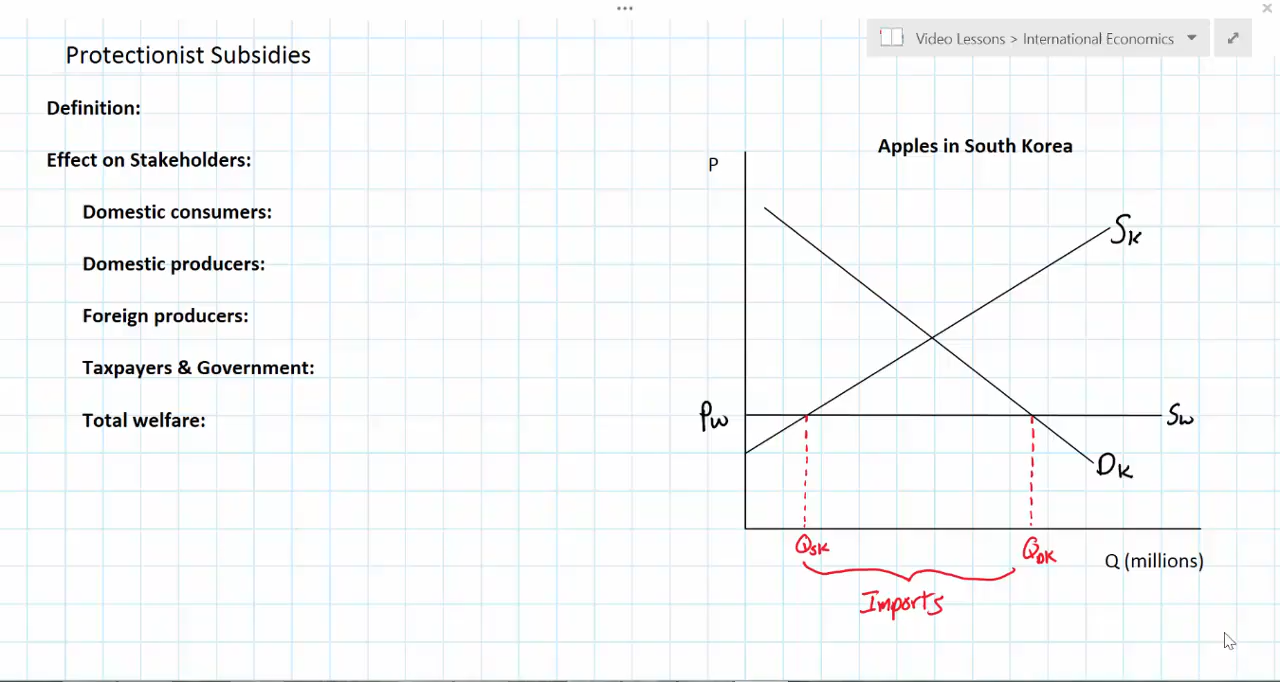 Video Lessons > International Economics
Protectionist Subsidies
Definition:
Effect on Stakeholders:
Domestic consumers:
Domestic producers:
Foreign producers:
Taxpayers & Government:
Total welfare:
Apples in South Korea
P
SK
Pw
Sw
DK
QSK
QDK
Q (millions)
Imports